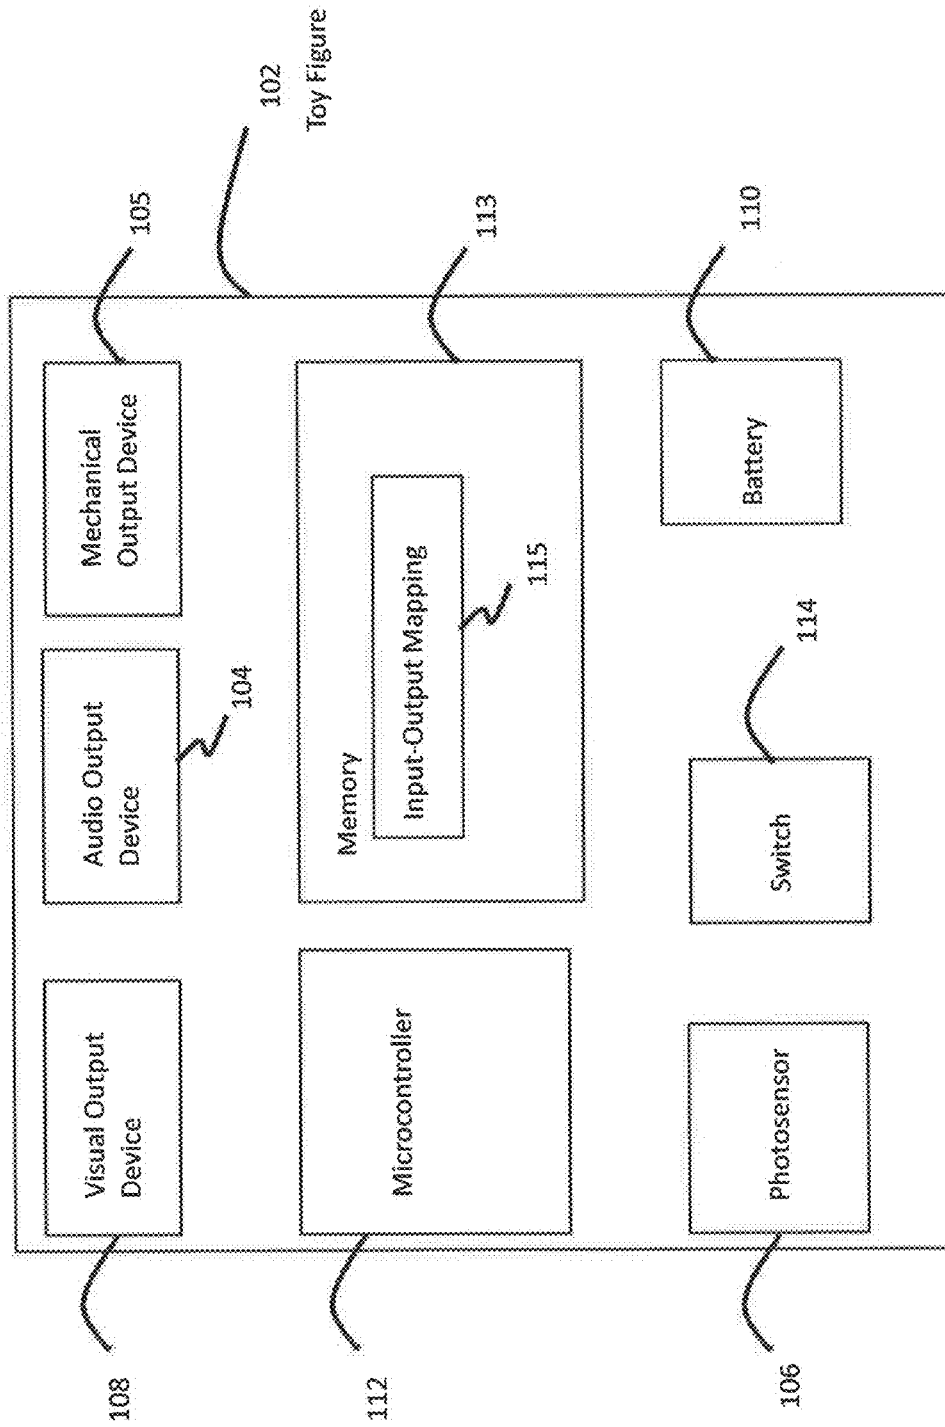 102
Toy Figure
108
Visual Output
Device
Audio Output
Device
104
Mechanical
Output Device
105
112
Microcontroller
Memory
Input-Output Mapping
115
113
106
Photosensor
Switch
114
Battery
110